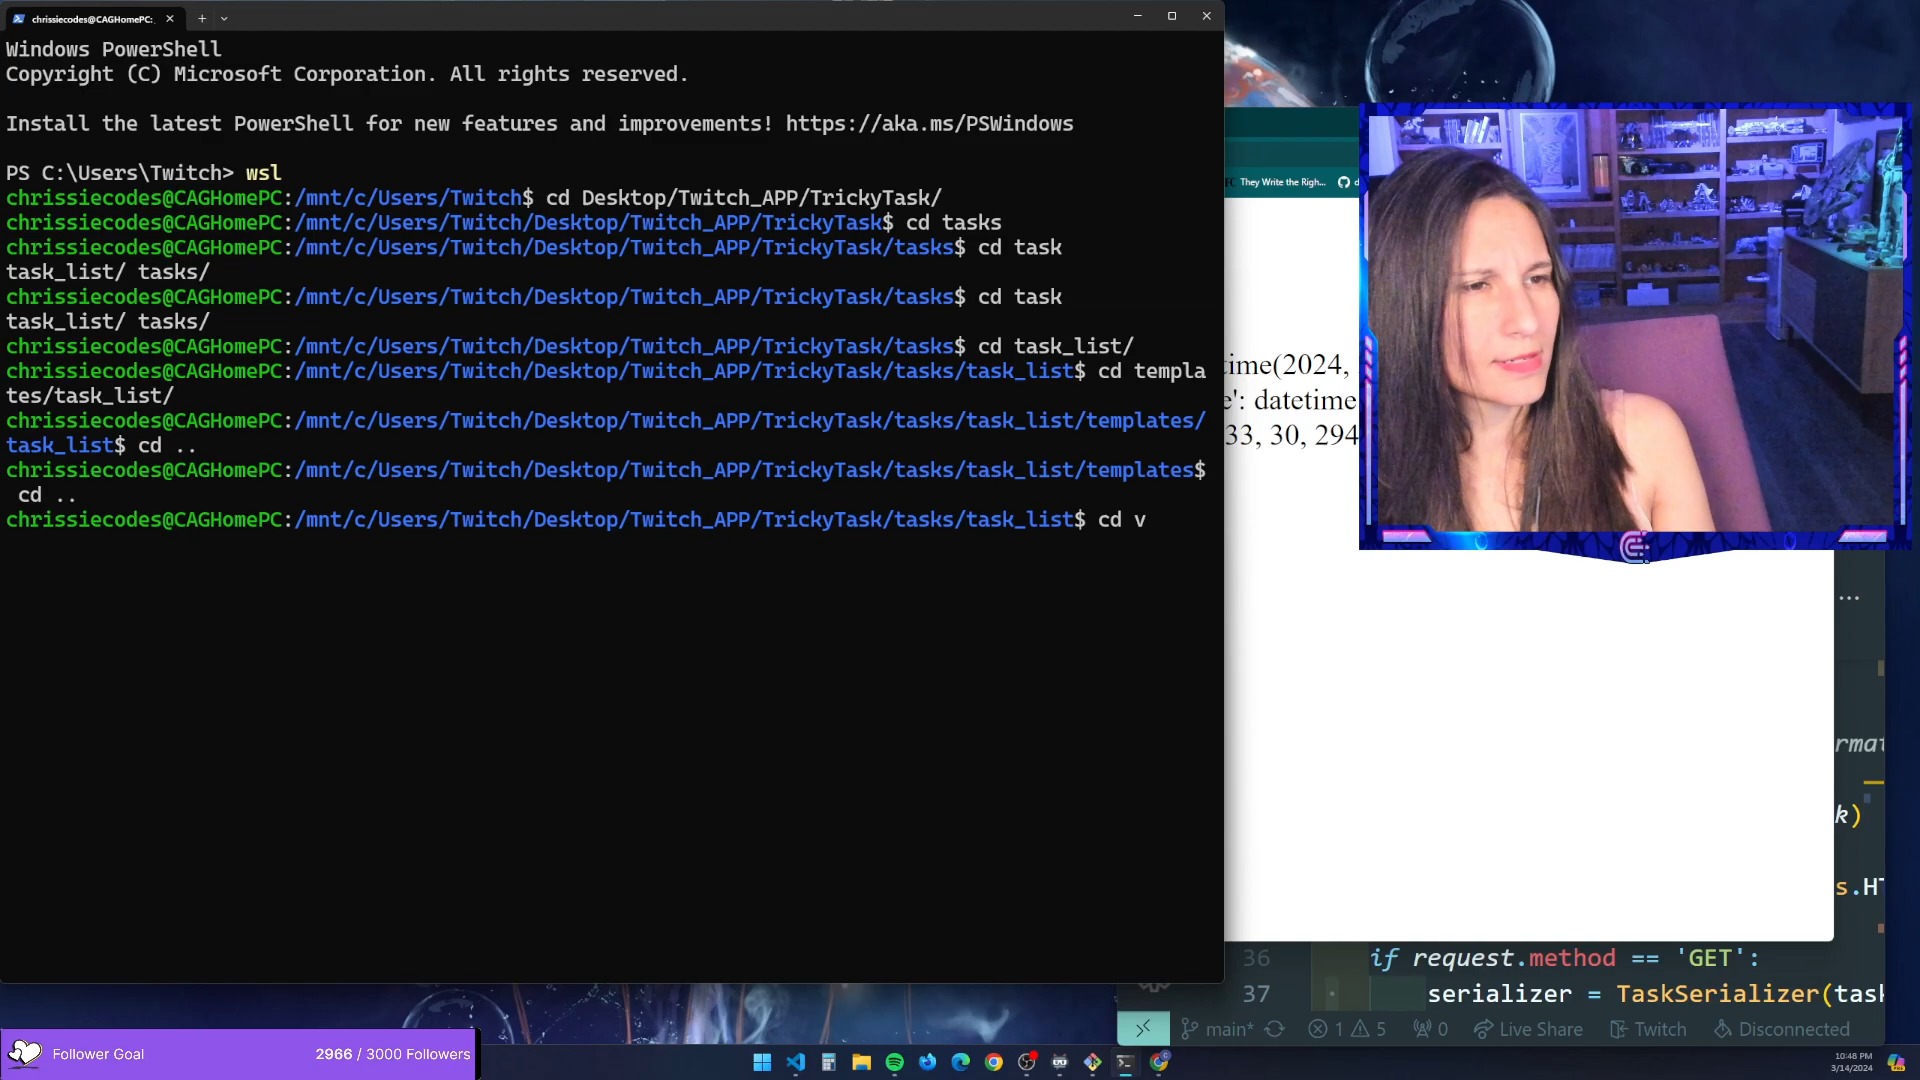 chrissiecodes@CAGHomePC:
Windows PowerShell
Copyright (C) Microsoft Corporation. All rights reserved.
Install the latest PowerShell for new features and improvements! https://aka.ms/PSWindows
PS C:\Users\Twitch> wsl
chrissiecodes@CAGHomePC:/mnt/c/Users/Twitch$ cd Desktop/Twitch_APP/TrickyTask/
chrissiecodes@CAGHomePC:/mnt/c/Users/Twitch/Desktop/Twitch_APP/TrickyTask$ cd tasks
chrissiecodes@CAGHomePC:/mnt/c/Users/Twitch/Desktop/Twitch_APP/TrickyTask/tasks$ cd task
task_list/ tasks/
chrissiecodes@CAGHomePC:/mnt/c/Users/Twitch/Desktop/Twitch_APP/TrickyTask/tasks$ cd task
task_list/ tasks/
chrissiecodes@CAGHomePC:/mnt/c/Users/Twitch/Desktop/Twitch_APP/TrickyTask/tasks$ cd task_list/
chrissiecodes@CAGHomePC:/mnt/c/Users/Twitch/Desktop/Twitch_APP/TrickyTask/tasks/task_list$ cd templa
tes/task_list/
chrissiecodes@CAGHomePC:/mnt/c/Users/Twitch/Desktop/Twitch_APP/TrickyTask/tasks/task_list/templates/
task_list$ cd ..
chrissiecodes@CAGHomePC:/mnt/c/Users/Twitch/Desktop/Twitch_APP/TrickyTask/tasks/task_list/templates$
cd ..
chrissiecodes@CAGHomePC:/mnt/c/Users/Twitch/Desktop/Twitch_APP/TrickyTask/tasks/task_list$ cd v
They Write the Righ...
time(2024,
e': datetime
33, 30, 294
...
rmat
k)
s.HT
36 if request.method == 'GET':
37 serializer = TaskSerializer(task
main* 1 5 0 Live Share Twitch Disconnected
Follower Goal 2966 / 3000 Followers
10:48 PM
3/14/2024